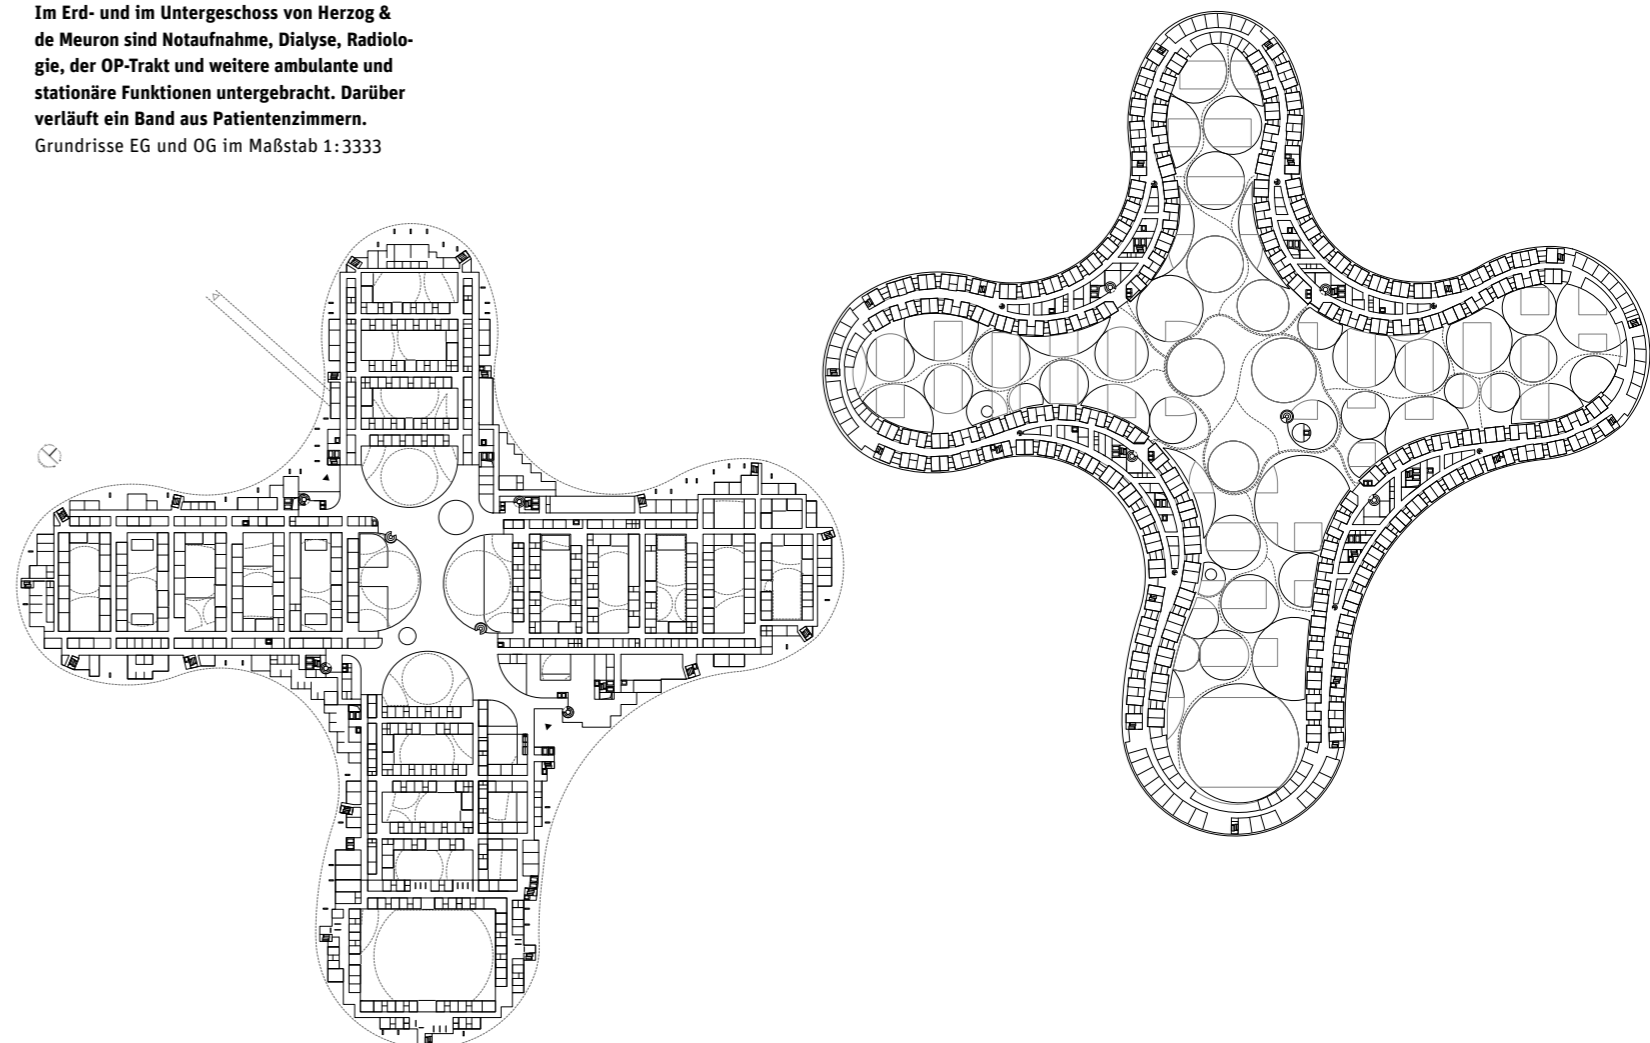 Im Erd- und im Untergeschoss von Herzog &
de Meuron sind Notaufnahme, Dialyse, Radiolo-
gie, der OP-Trakt und weitere ambulante und
stationäre Funktionen untergebracht. Darüber
verläuft ein Band aus Patientenzimmern.
Grundrisse EG und OG im Maßstab 1:3333